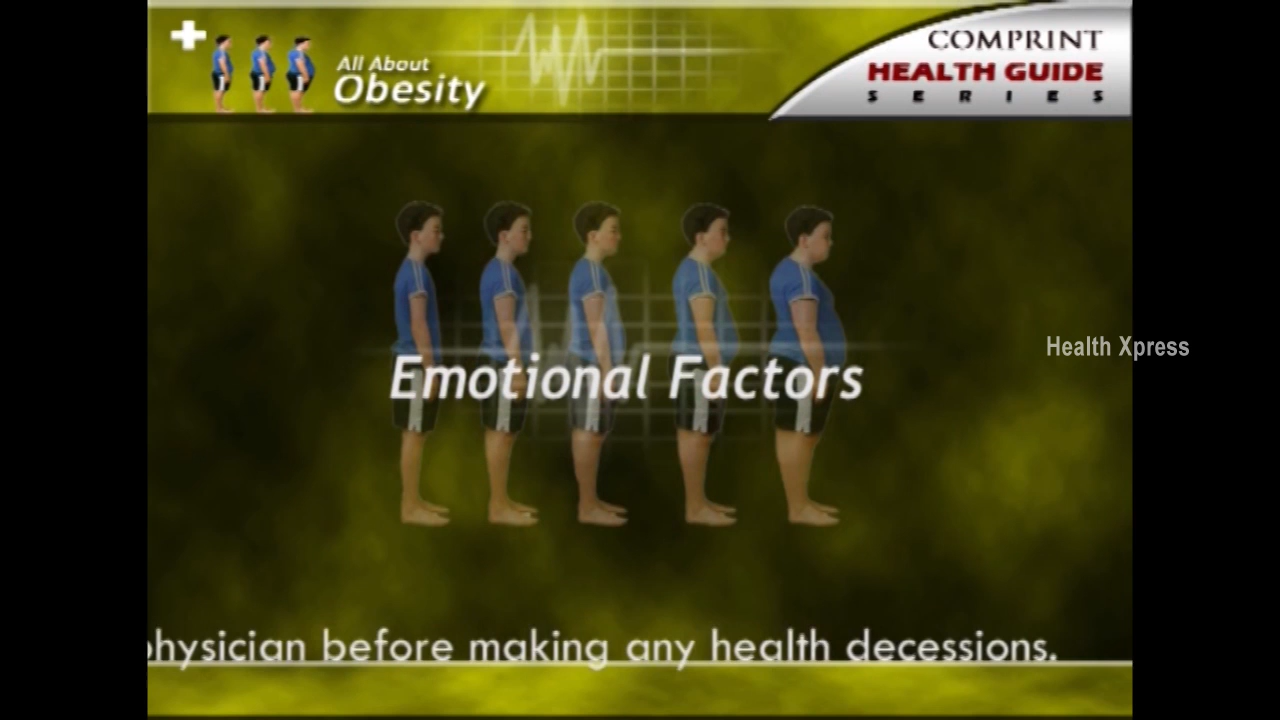 All About
Obesity
COMPRINT
HEALTH GUIDE
SERIES
Health Xpress
Emotional Factors
physician before making any health decessions.